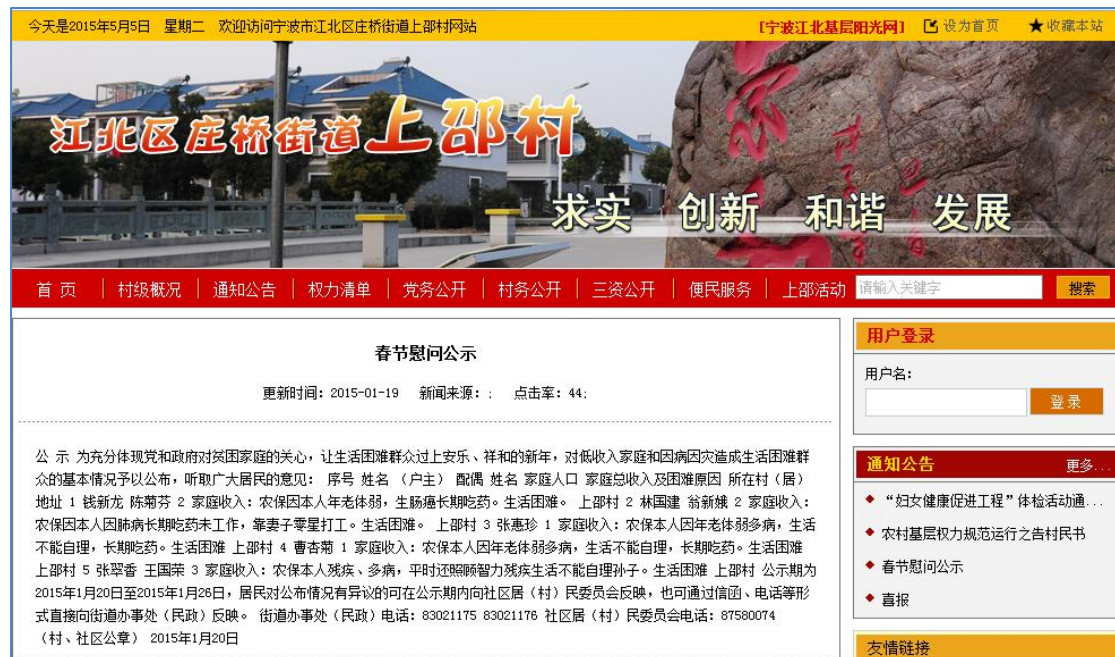 今天是2015年5月5日 星期二 欢迎访问宁波市江北区庄桥街道上邵村网站
[宁波江北基层阳光网] 设为首页 ★收藏本站
江北区庄桥街道上邵村
求实 创新 和谐 发展
首 页 | 村级概况 | 通知公告 | 权力清单 | 党务公开 | 村务公开 | 三资公开 | 便民服务 | 上邵活动 请输入关键字 搜索
春节慰问公示
更新时间: 2015-01-19 新闻来源: ; 点击率: 44;
公 示 为充分体现党和政府对贫困家庭的关心,让生活困难群众过上安乐、祥和的新年,对低收入家庭和因病因灾造成生活困难群
众的基本情况予以公布,听取广大居民的意见: 序号 姓名 (户主) 配偶 姓名 家庭人口 家庭总收入及困难原因 所在村(居)
地址 1 钱新龙 陈菊芬 2 家庭收入:农保因本人年老体弱,生肠癌长期吃药。生活困难。 上邵村 2 林国建 翁新娥 2 家庭收入:
农保因本人因肺病长期吃药未工作,靠妻子零星打工。生活困难。 上邵村 3 张惠珍 1 家庭收入:农保本人因年老体弱多病,生活
不能自理,长期吃药。生活困难 上邵村 4 曹杏菊 1 家庭收入:农保本人因年老体弱多病,生活不能自理,长期吃药。生活困难
上邵村 5 张翠香 王国荣 3 家庭收入:农保本人残疾、多病,平时还照顾智力残疾生活不能自理孙子。生活困难 上邵村 公示期为
2015年1月20日至2015年1月26日,居民对公布情况有异议的可在公示期内向社区居(村)民委员会反映,也可通过信函、电话等形
式直接向街道办事处(民政)反映。 街道办事处(民政)电话:83021175 83021176 社区居(村)民委员会电话:87580074
(村、社区公章) 2015年1月20日
用户登录
用户名:
登 录
通知公告 更多...
“妇女健康促进工程”体检活动通...
农村基层权力规范运行之告村民书
春节慰问公示
喜报
友情链接